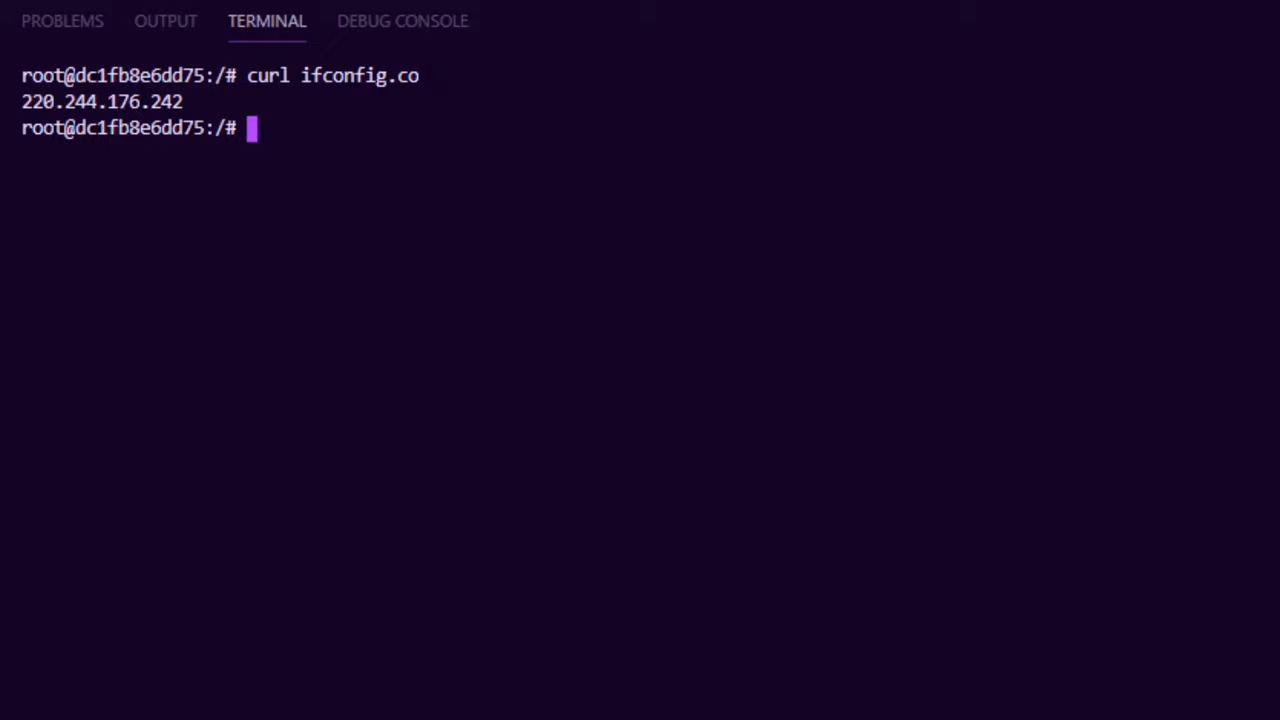 PROBLEMS OUTPUT TERMINAL DEBUG CONSOLE
root@dc1fb8e6dd75:/# curl ifconfig.co
220.244.176.242
root@dc1fb8e6dd75:/#